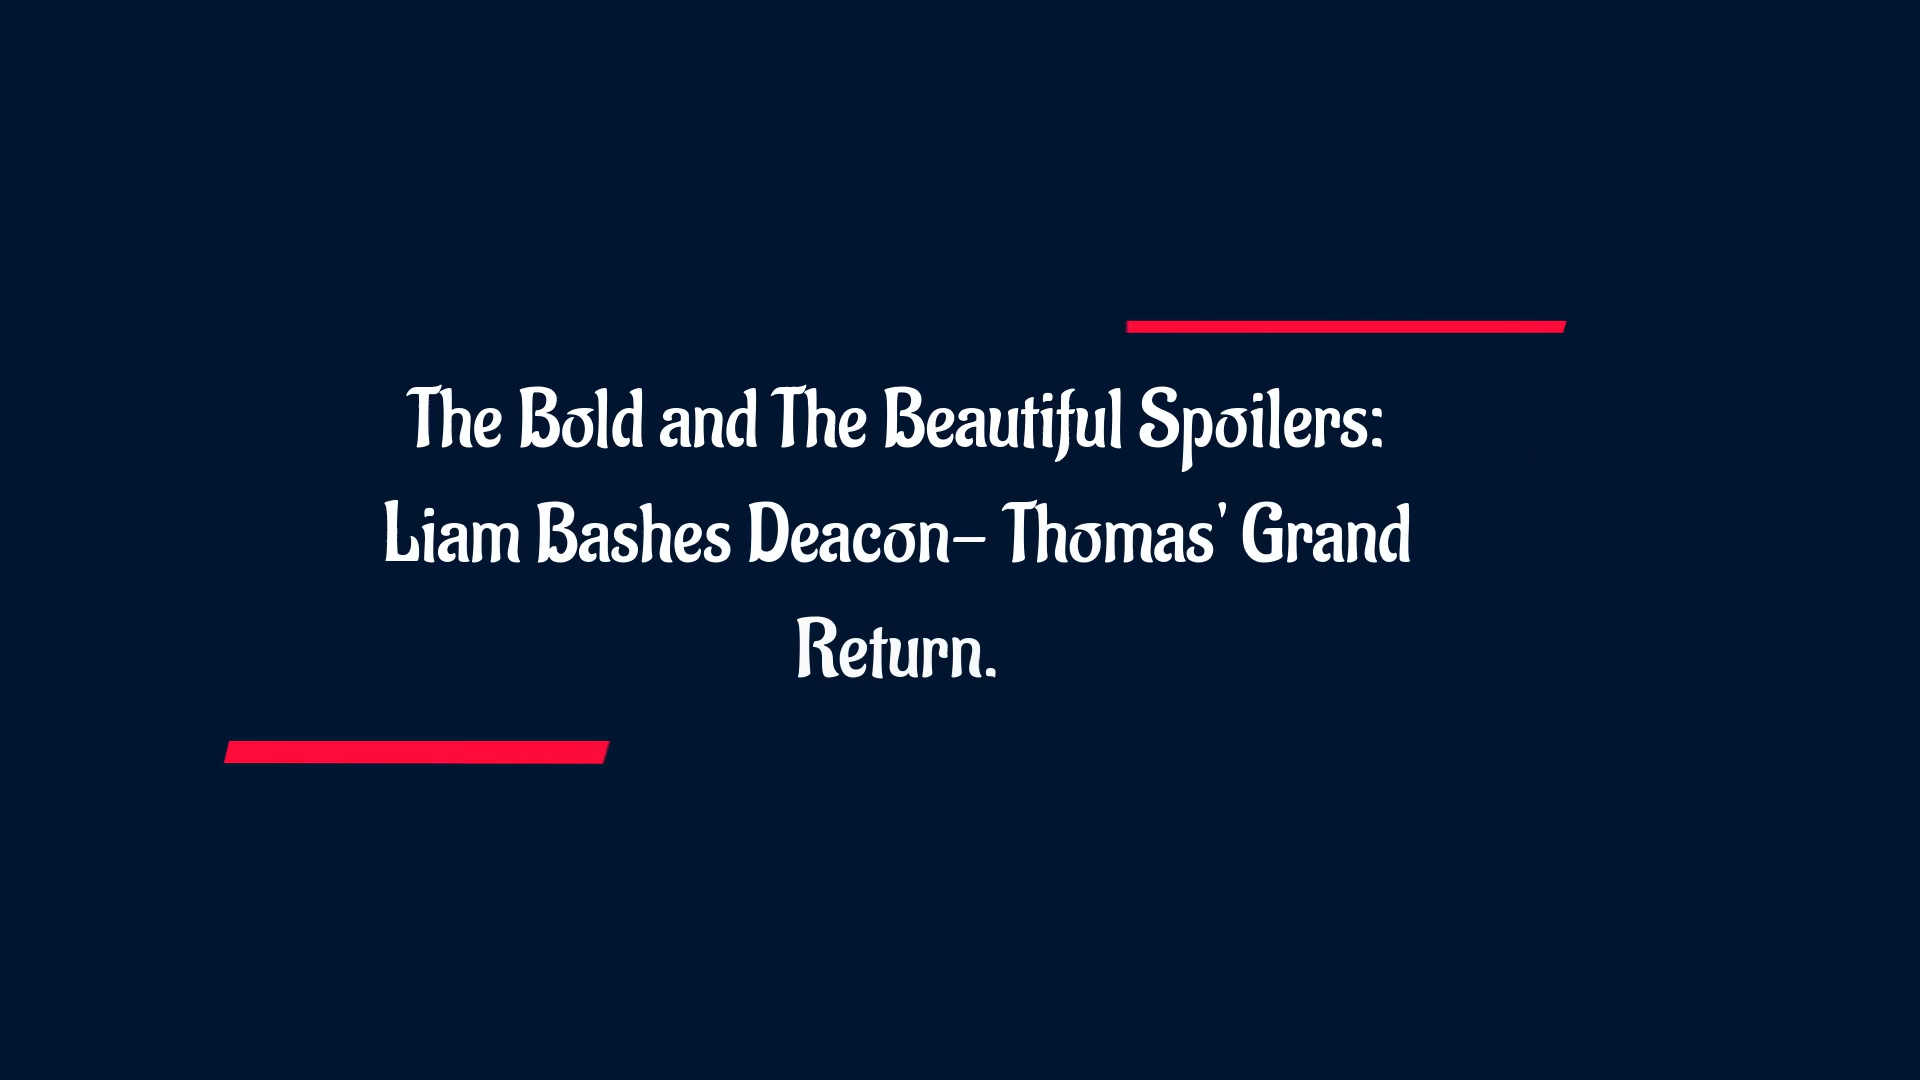 The Bold and The Beautiful Spoilers:
Liam Bashes Deacon– Thomas' Grand
Return.